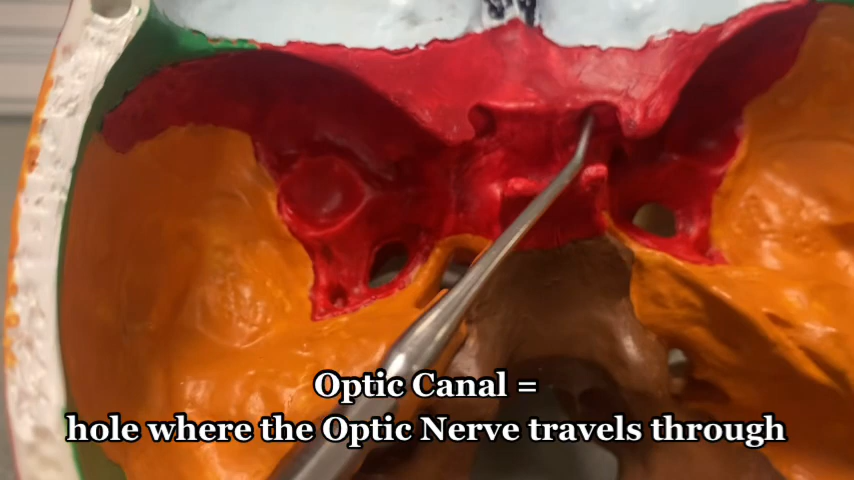 Optic Canal =
hole where the Optic Nerve travels through